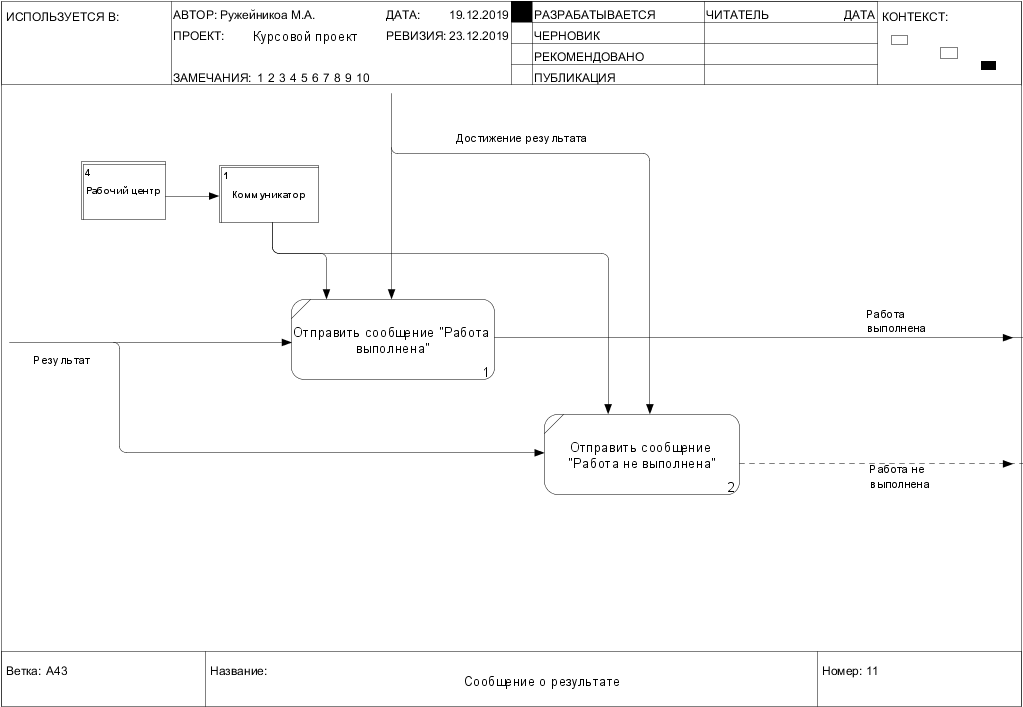 ИСПОЛЬЗУЕТСЯ В:
АВТОР: Ружейникоа М.А.
ДАТА: 19.12.2019
ПРОЕКТ: Курсовой проект
РЕВИЗИЯ: 23.12.2019
ЗАМЕЧАНИЯ: 1 2 3 4 5 6 7 8 9 10
РАЗРАБАТЫВАЕТСЯ
ЧЕРНОВИК
РЕКОМЕНДОВАНО
ПУБЛИКАЦИЯ
ЧИТАТЕЛЬ
ДАТА
КОНТЕКСТ:
Достижение результата
4
Рабочий центр
1
Коммуникатор
Отправить сообщение "Работа
выполнена"
1
Работа
выполнена
Результат
Отправить сообщение
"Работа не выполнена"
2
Работа не
выполнена
Ветка: A43
Название:
Сообщение о результате
Номер: 11